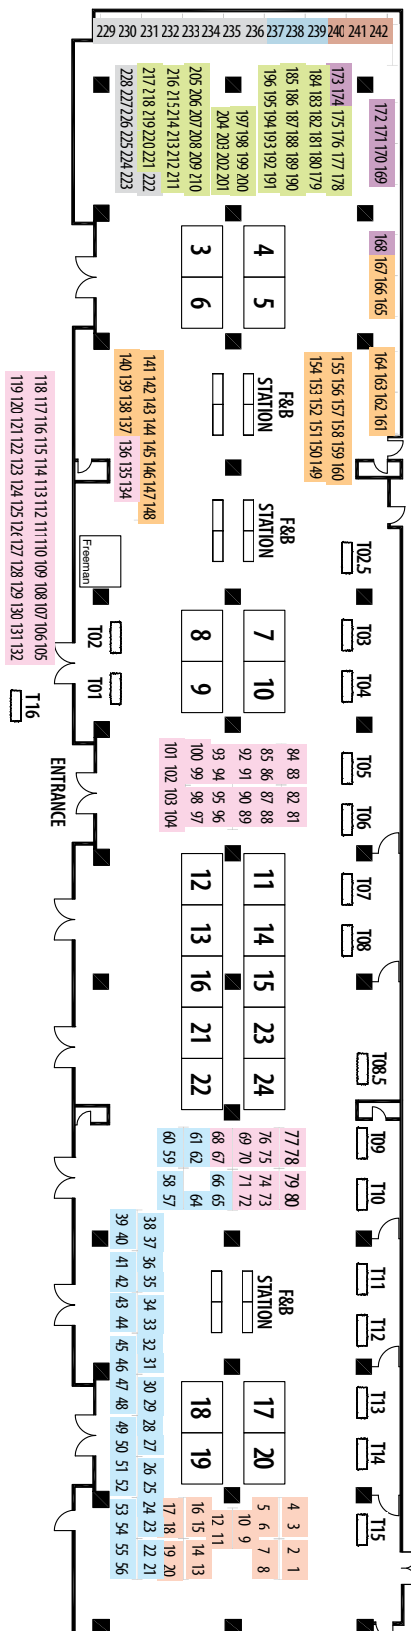 229 230 231 232 233 234 235 236 237 238 239 240 241 242
228 227 226 225 224 223
217 218 219 220 221 222
216 215 214 213 212 211
205 206 207 208 209 210
204 203 202 201
197 198 199 200
196 195 194 193 192 191
185 186 187 188 189 190
184 183 182 181 180 179
173 174 175 176 177 178
172 171 170 169
168 167 166 165
164 163 162 161
3 4
6 5
155 156 157 158 159 160
154 153 152 151 150 149
F&B
STATION
141 142 143 144 145 146 147 148
140 139 138 137 136 135 134
F&B
STATION
118 117 116 115 114 113 112 111 110 109 108 107 106 105
119 120 121 122 123 124 125 126 127 128 129 130 131 132
Freeman
T02.5
T02
T03
T01
T04
T16
8 7
9 10
ENTRANCE
T05
T06
84 83 82 81
85 86 87 88
92 91 90 89
93 94 95 96
100 99 98 97
101 102 103 104
12 11
13 14
16 15
21 23
22 24
T07
T08
T08.5
T09
T10
77 78 79 80
76 75 74 73
69 70 71 72
68 67 66 65
61 62 64
60 59 58 57
F&B
STATION
T11
T12
T13
T14
T15
38 37 36 35 34 33 32 31 30 29 28 27 26 25 24 23 22 21
39 40 41 42 43 44 45 46 47 48 49 50 51 52 53 54 55 56
18 17
19 20
4 3 2 1
5 6 7 8
10 9
12 11
16 15 14 13
17 18 19 20